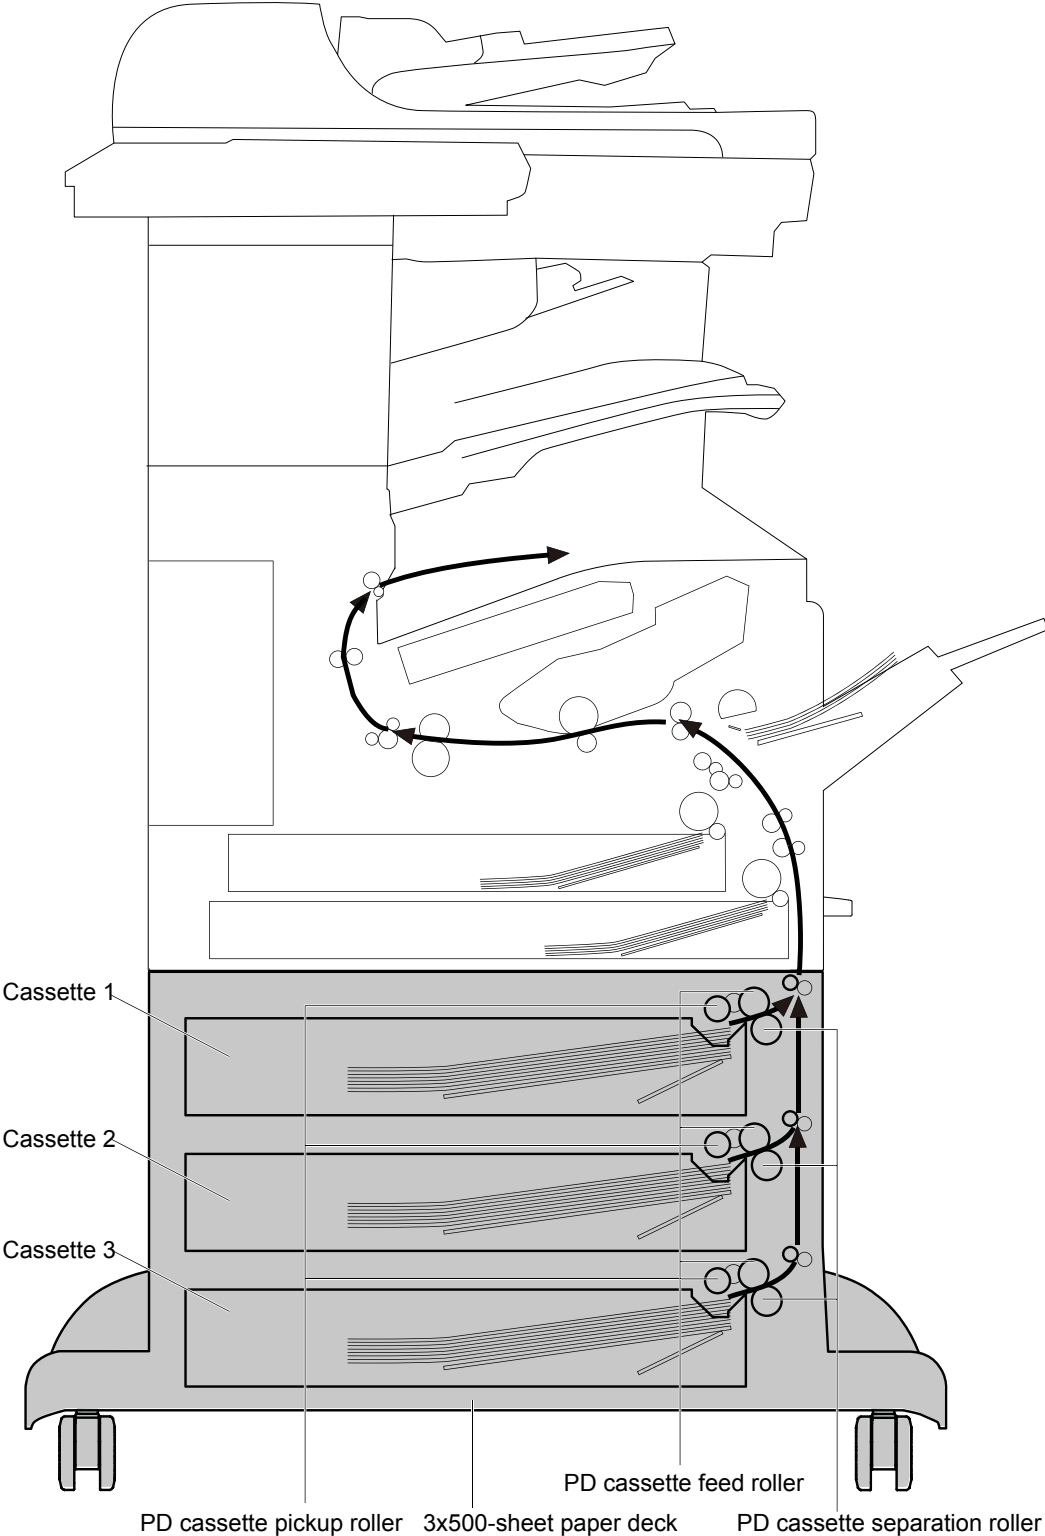 Cassette 1
Cassette 2
Cassette 3
PD cassette feed roller
PD cassette pickup roller
3x500-sheet paper deck
PD cassette separation roller